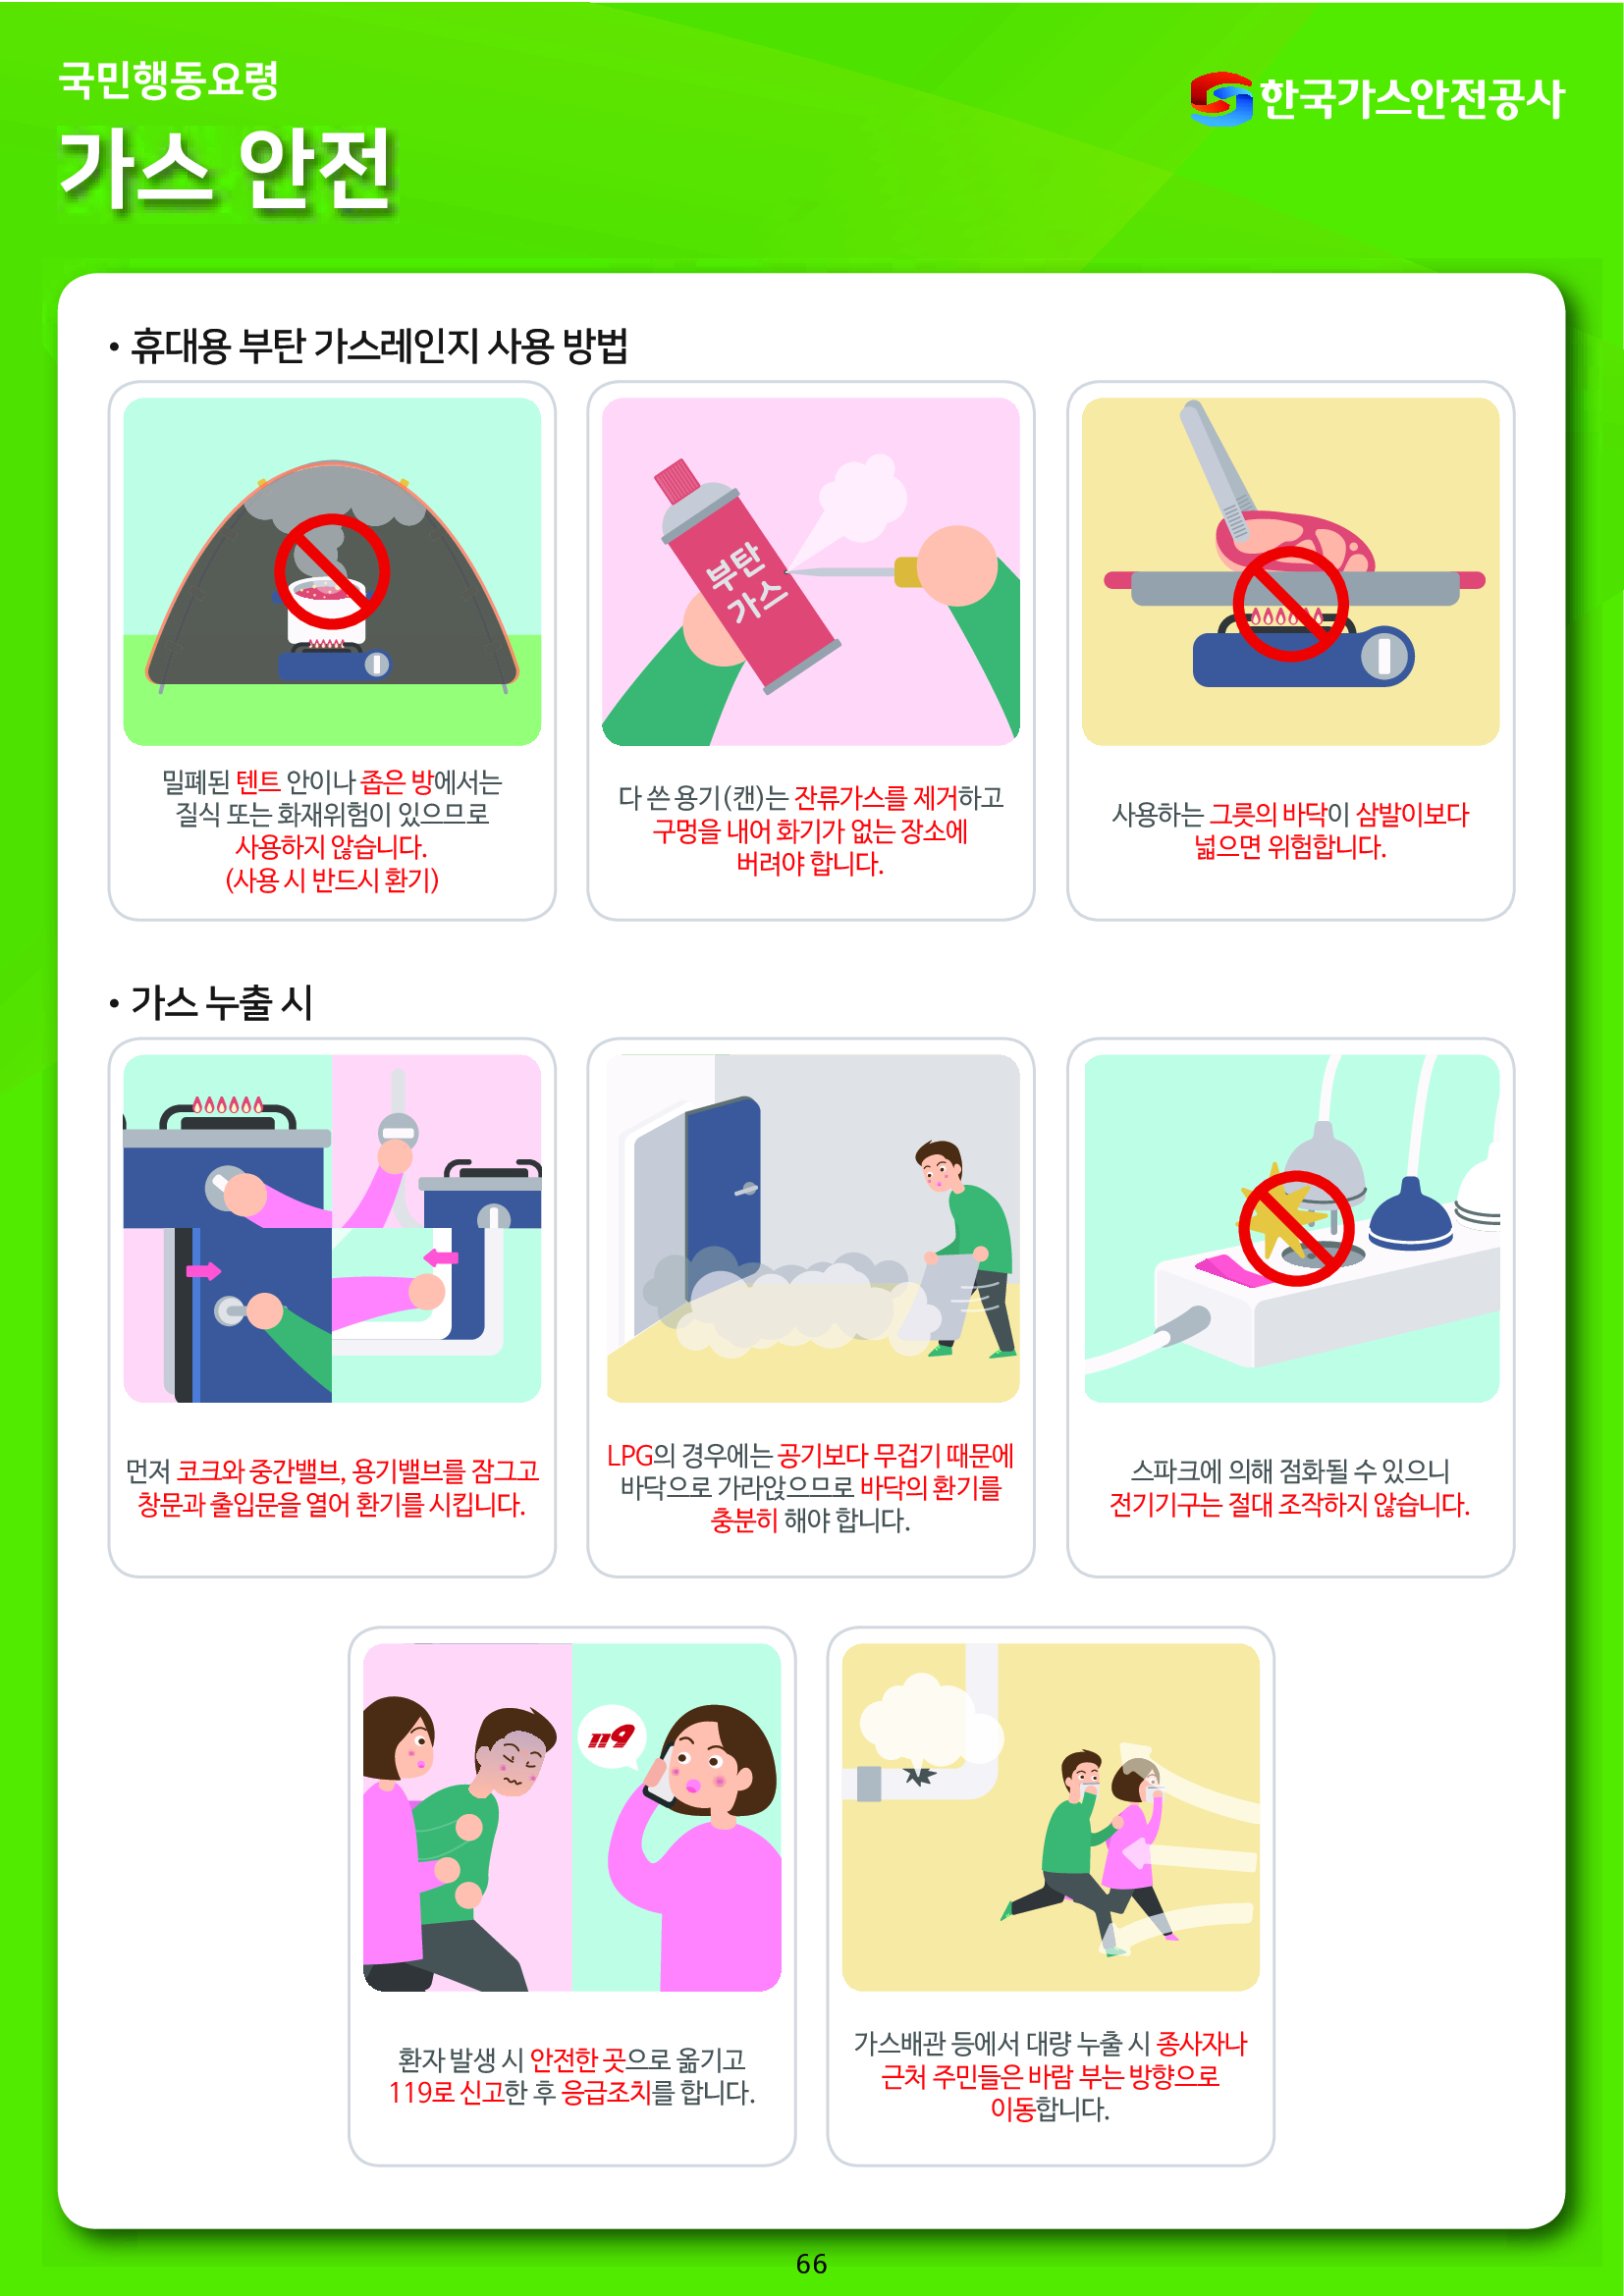 국민행동요령
가스 안전
한국가스안전공사
• 휴대용 부탄 가스레인지 사용 방법
부탄
가스
밀폐된 텐트 안이나 좁은 방에서는
질식 또는 화재위험이 있으므로
사용하지 않습니다.
(사용 시 반드시 환기)
다 쓴 용기(캔)는 잔류가스를 제거하고
구멍을 내어 화기가 없는 장소에
버려야 합니다.
사용하는 그릇의 바닥이 삼발이보다
넓으면 위험합니다.
• 가스 누출 시
먼저 코크와 중간밸브, 용기밸브를 잠그고
창문과 출입문을 열어 환기를 시킵니다.
LPG의 경우에는 공기보다 무겁기 때문에
바닥으로 가라앉으므로 바닥의 환기를
충분히 해야 합니다.
스파크에 의해 점화될 수 있으니
전기기구는 절대 조작하지 않습니다.
119
환자 발생 시 안전한 곳으로 옮기고
119로 신고한 후 응급조치를 합니다.
가스배관 등에서 대량 누출 시 종사자나
근처 주민들은 바람 부는 방향으로
이동합니다.
66